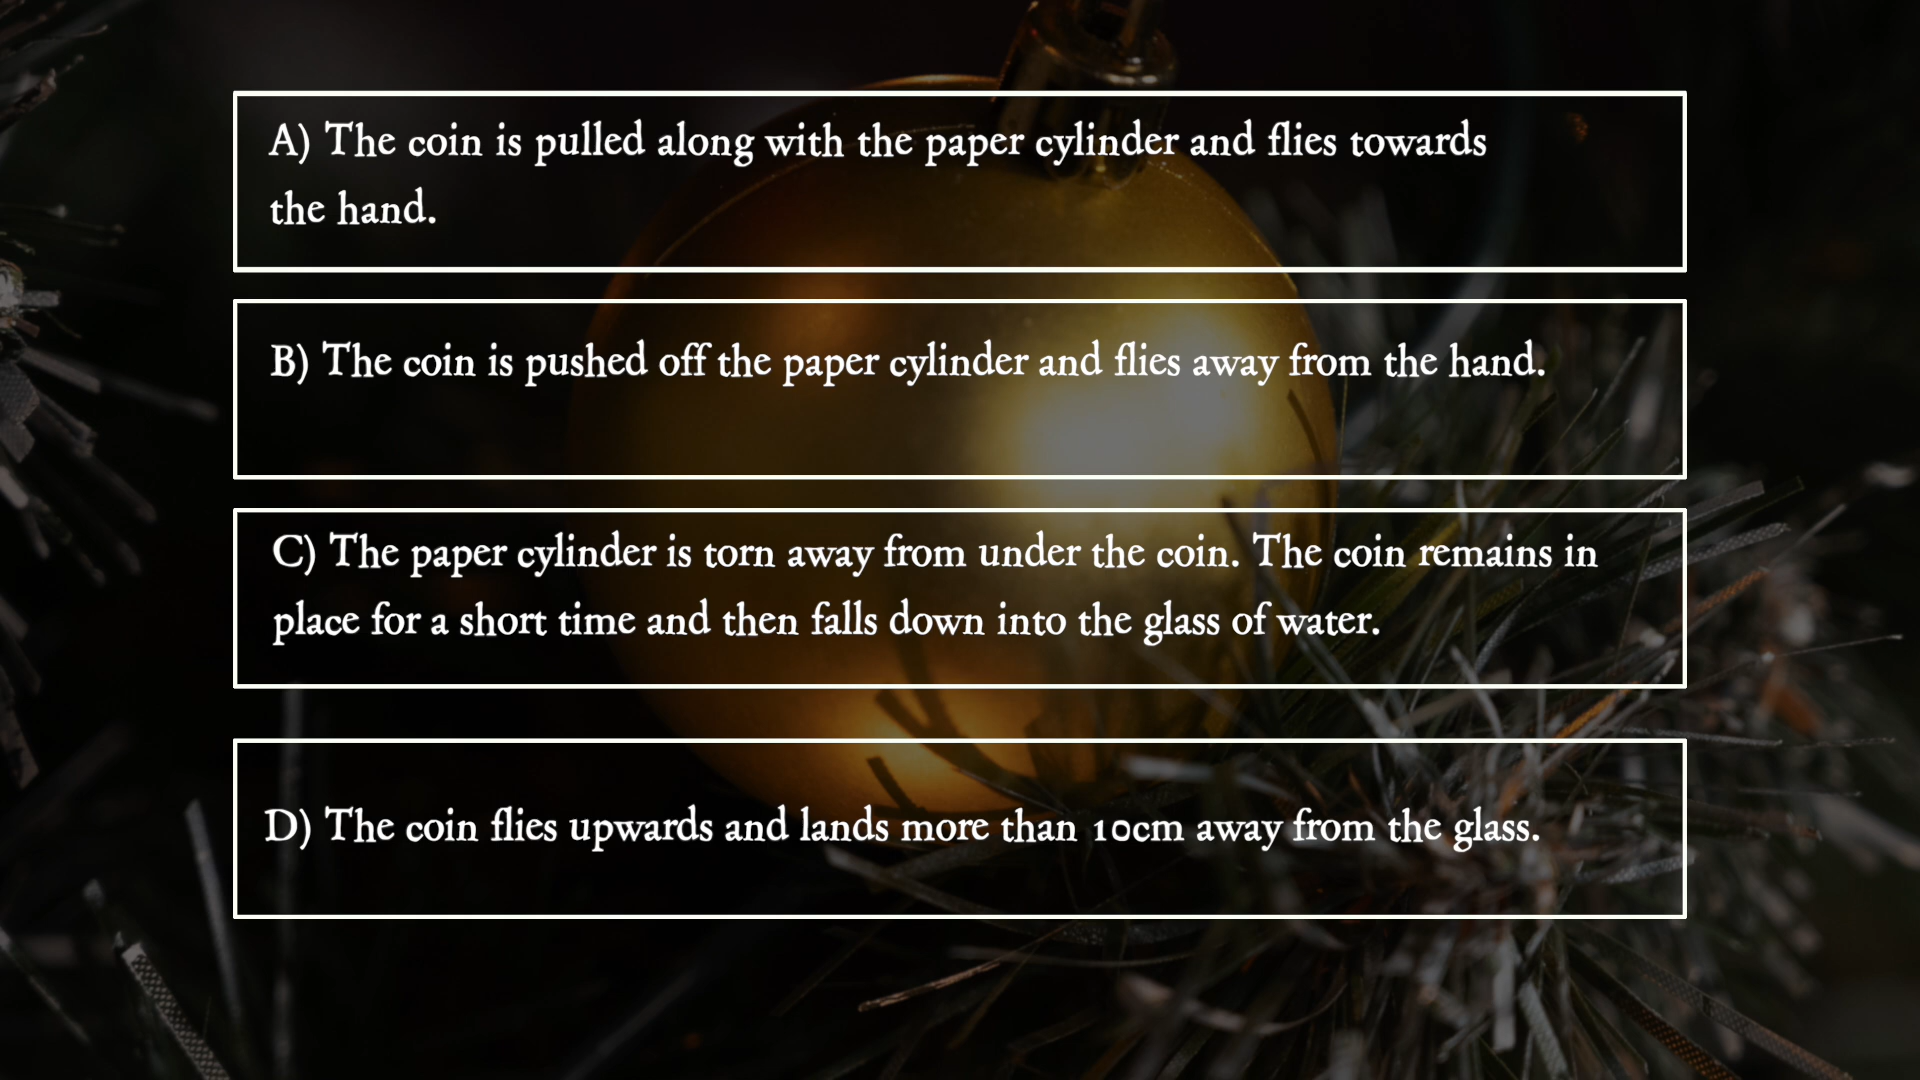 A) The coin is pulled along with the paper cylinder and flies towards
the hand.
B) The coin is pushed off the paper cylinder and flies away from the hand.
C) The paper cylinder is torn away from under the coin. The coin remains in
place for a short time and then falls down into the glass of water.
D) The coin flies upwards and lands more than 10cm away from the glass.